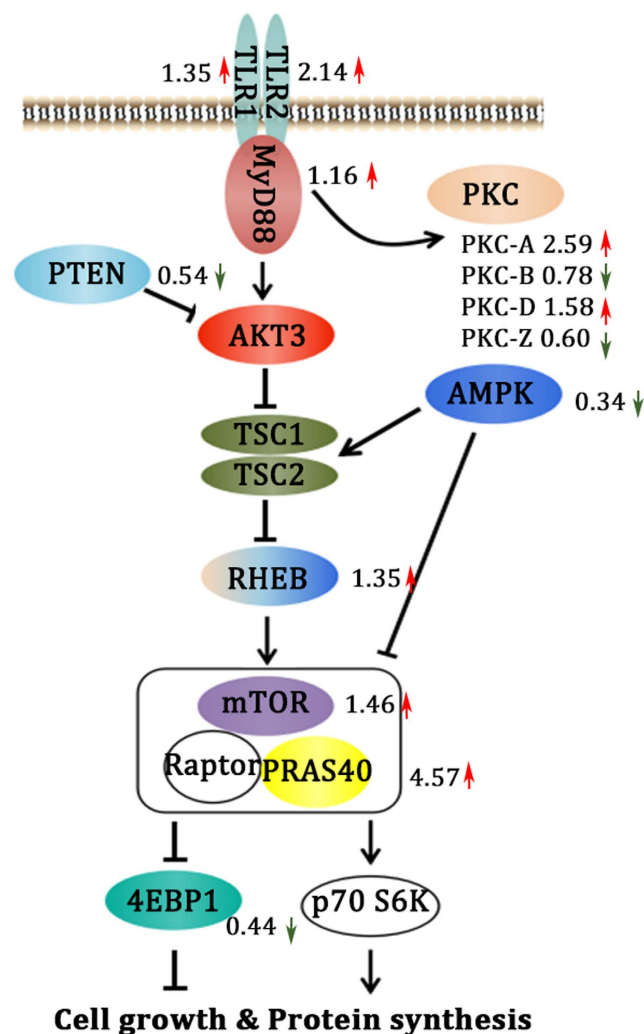 1.35
TLR1
TLR2
2.14
MyD88
1.16
PKC
PKC-A 2.59
PKC-B 0.78
PKC-D 1.58
PKC-Z 0.60
PTEN
0.54
AKT3
AMPK
0.34
TSC1
TSC2
RHEB
1.35
mTOR
1.46
Raptor
PRAS40
4.57
4EBP1
0.44
p70 S6K
Cell growth & Protein synthesis